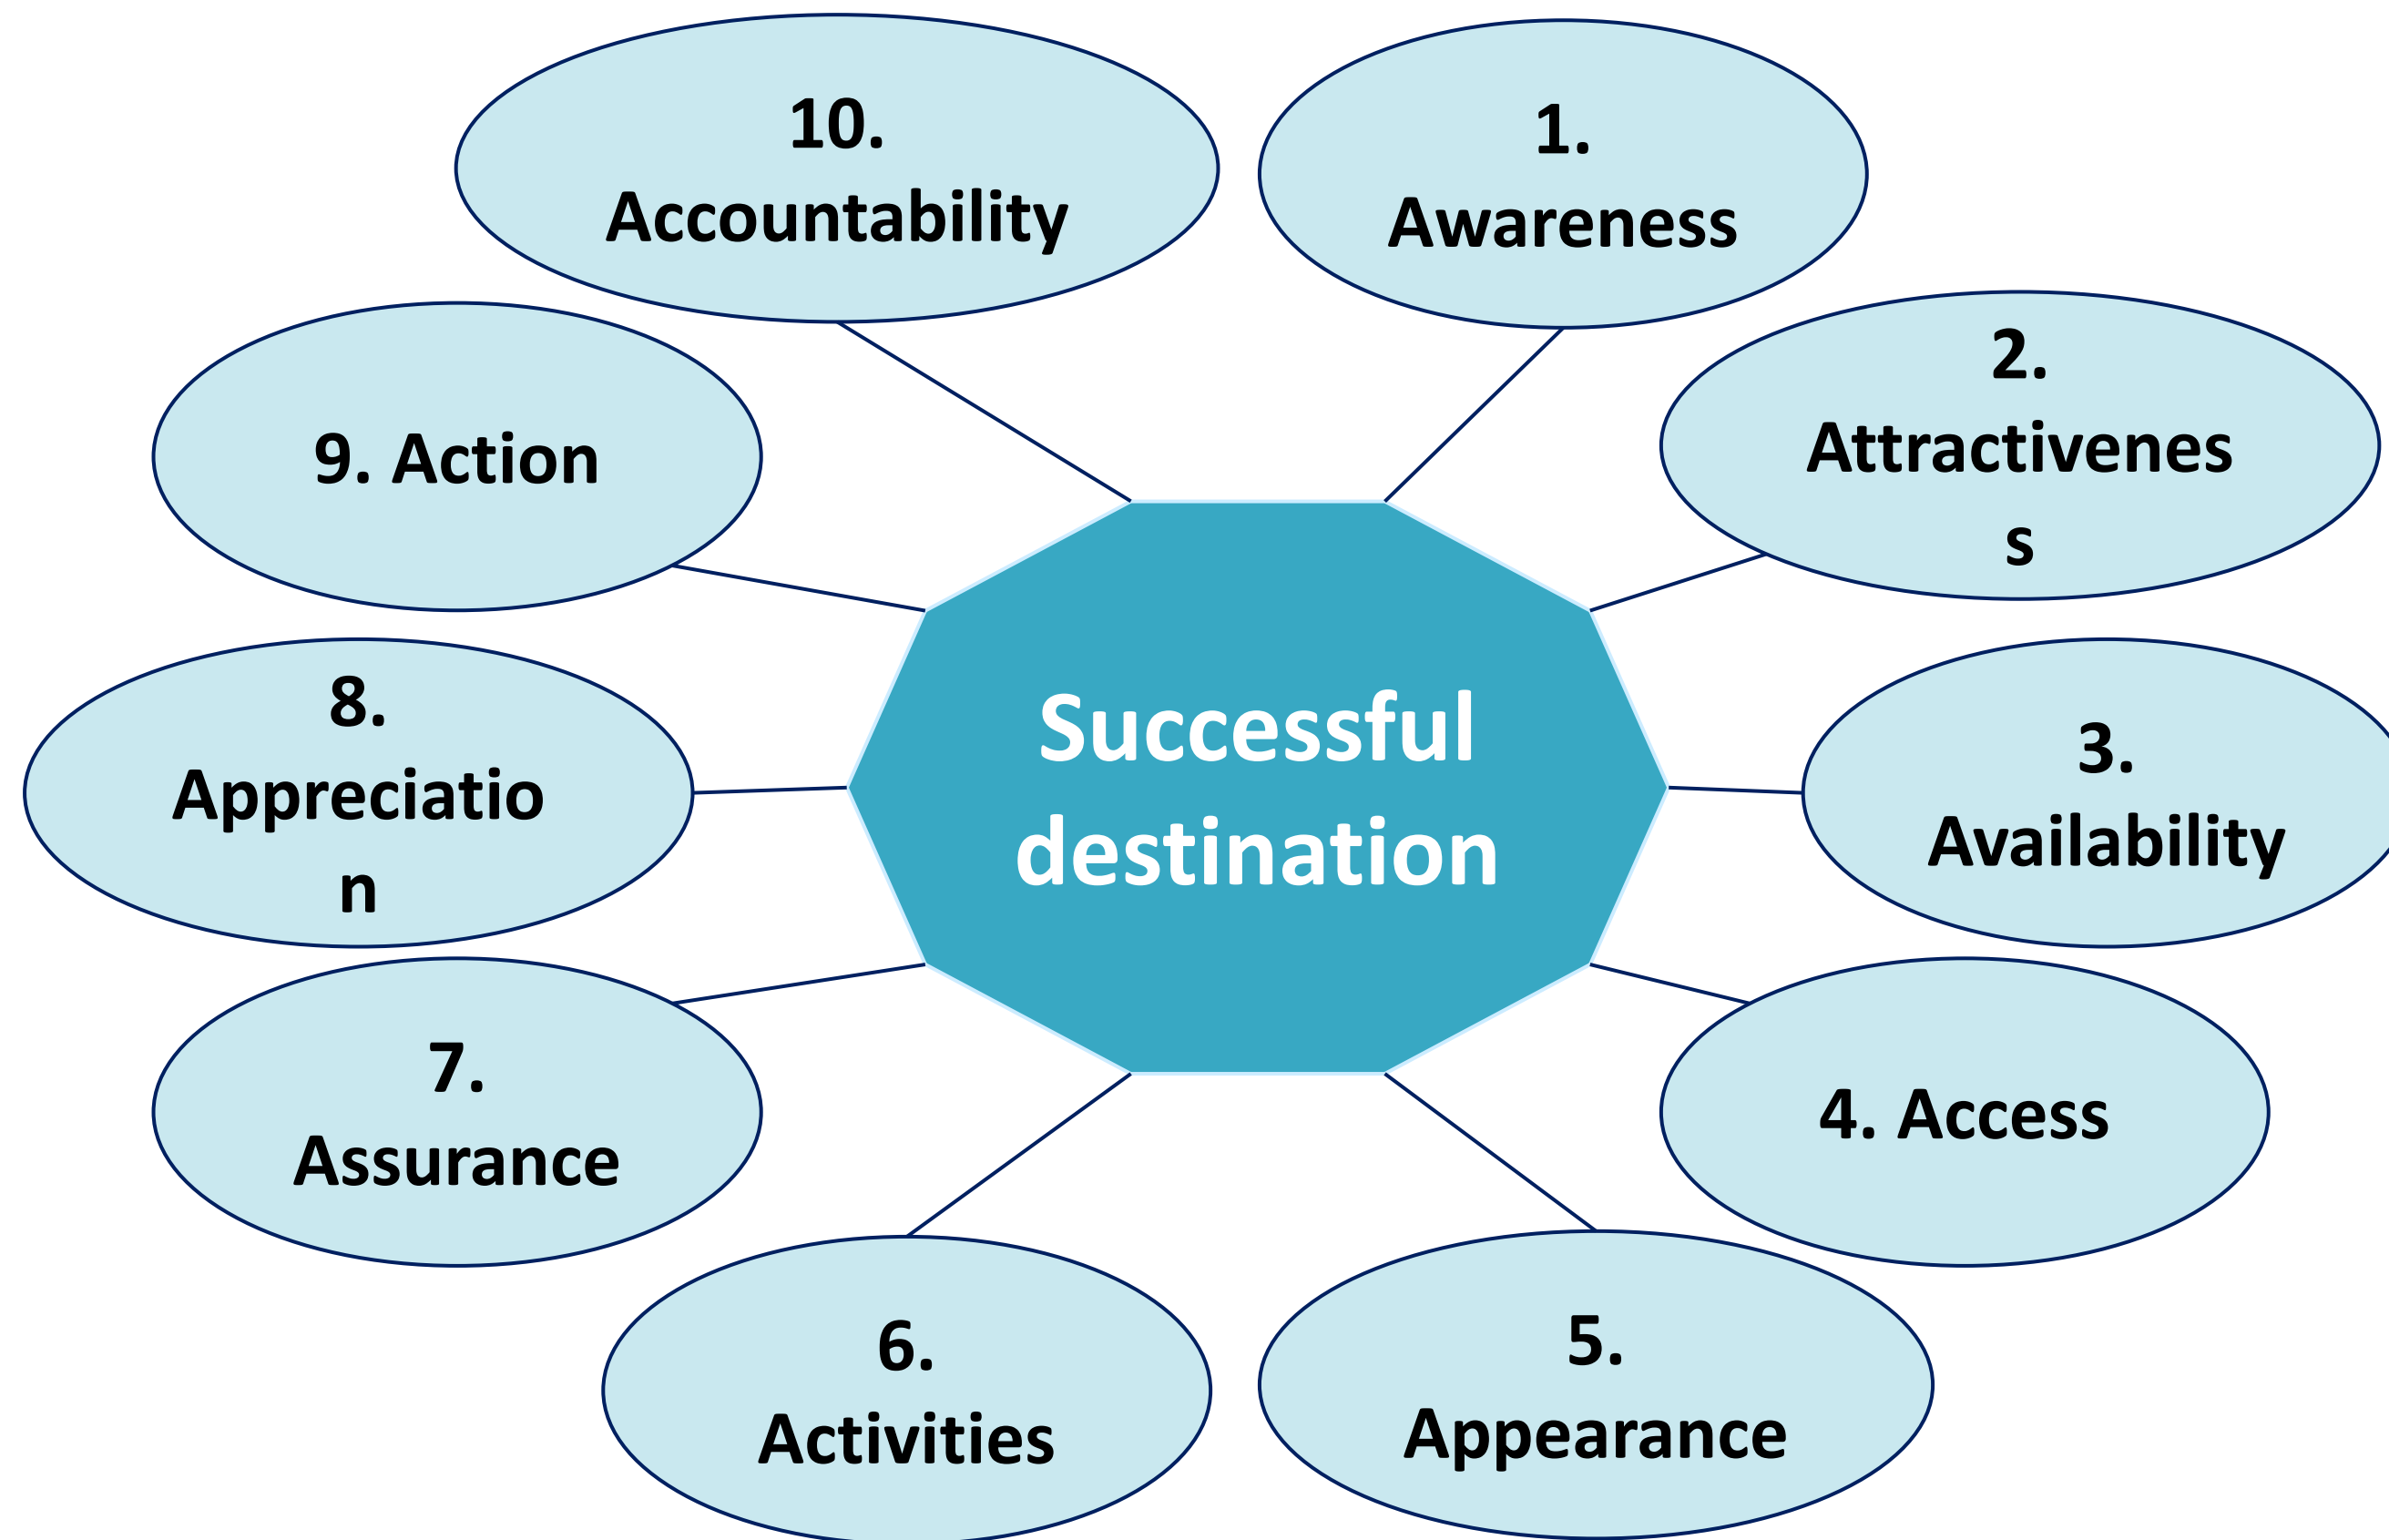 10.
Accountability
1.
Awareness
2.
Attractivenes
s
9. Action
Successful
destination
8.
Appreciatio
n
3.
Availability
7.
Assurance
4. Access
6.
Activities
5.
Appearance